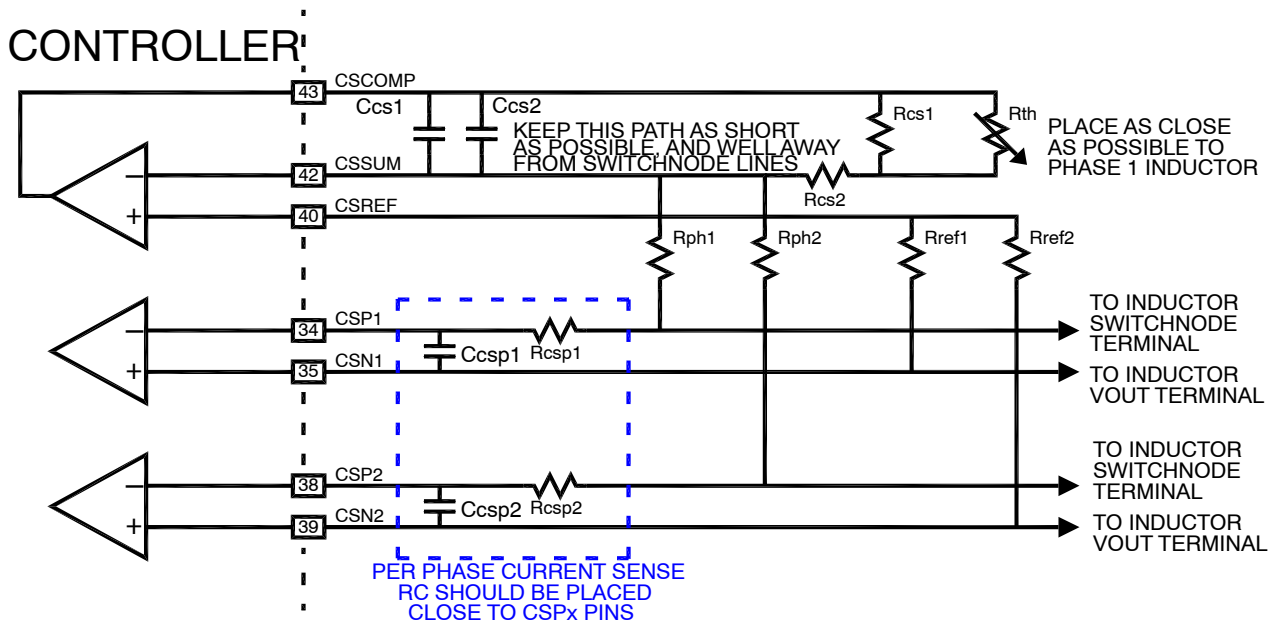 CONTROLLER
43
CSCOMP
Ccs1
Ccs2
Rcs1
Rth
KEEP THIS PATH AS SHORT
AS POSSIBLE, AND WELL AWAY
FROM SWITCHNODE LINES
PLACE AS CLOSE
AS POSSIBLE TO
PHASE 1 INDUCTOR
–
42
CSSUM
Rcs2
+
40
CSREF
Rph1
Rph2
Rref1
Rref2
–
34
CSP1
Ccsp1
Rcsp1
TO INDUCTOR
SWITCHNODE
TERMINAL
+
35
CSN1
TO INDUCTOR
VOUT TERMINAL
–
38
CSP2
Ccsp2
Rcsp2
TO INDUCTOR
SWITCHNODE
TERMINAL
+
39
CSN2
TO INDUCTOR
VOUT TERMINAL
PER PHASE CURRENT SENSE
RC SHOULD BE PLACED
CLOSE TO CSPx PINS